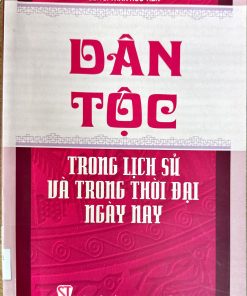 DÂN
TỘC
TRONG LỊCH SỬ
VÀ TRONG THỜI ĐẠI
NGÀY NAY